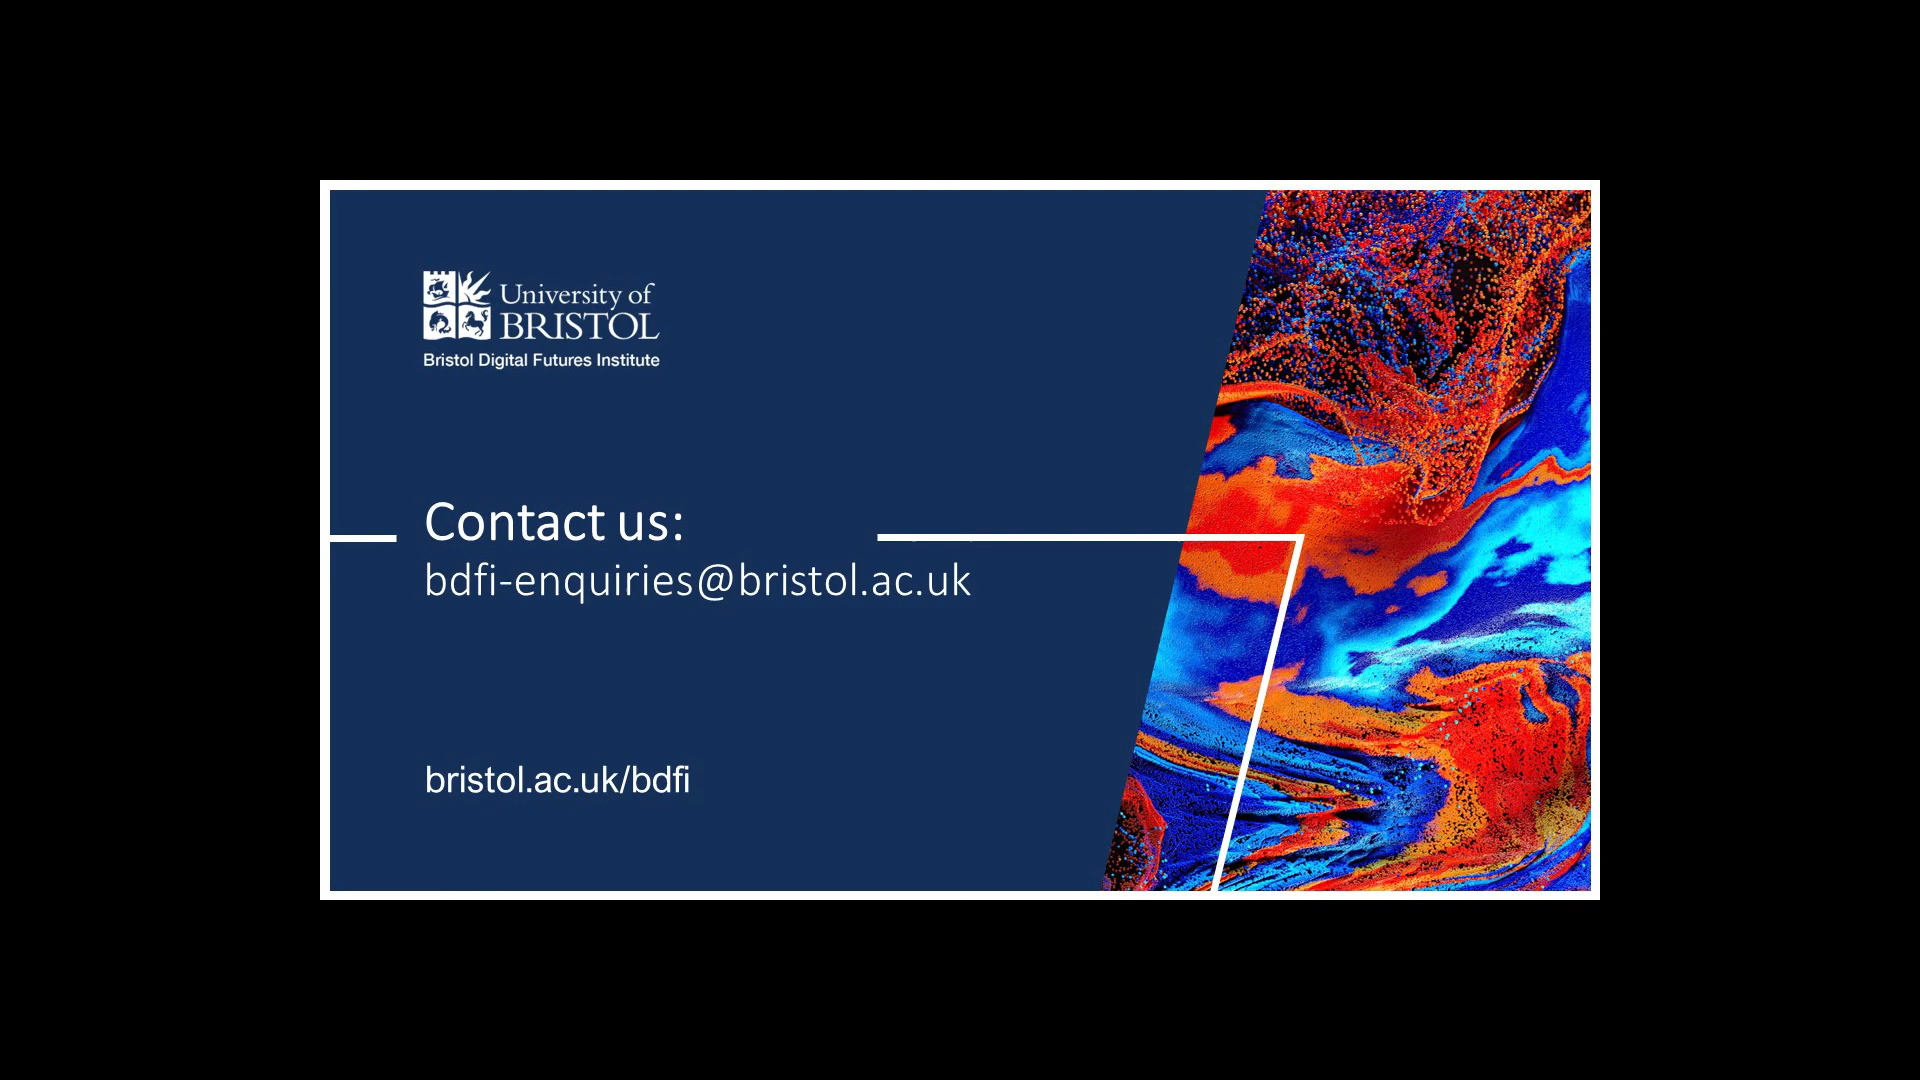 University of
BRISTOL
Bristol Digital Futures Institute
Contact us:
bdfi-enquiries@bristol.ac.uk
bristol.ac.uk/bdfi